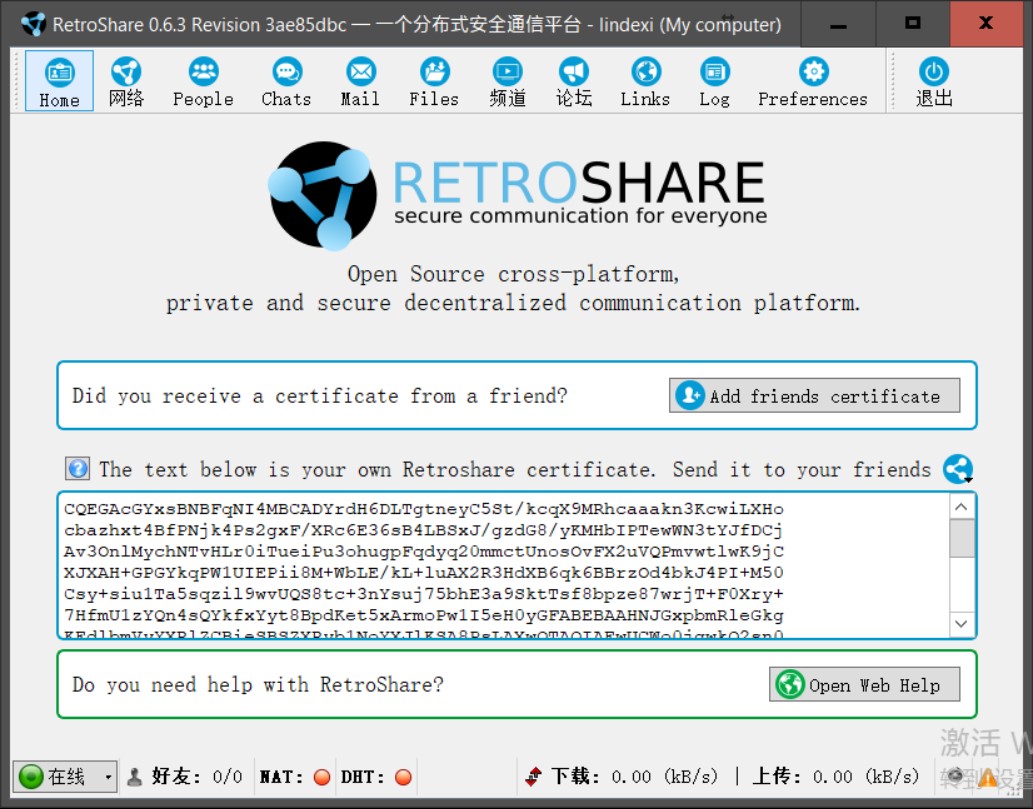 RetroShare 0.6.3 Revision 3ae85dbc — 一个分布式安全通信平台 - lindexi (My computer)
Home 网络 People Chats Mail Files 频道 论坛 Links Log Preferences 退出
RETROSHARE
secure communication for everyone
Open Source cross-platform,
private and secure decentralized communication platform.
Did you receive a certificate from a friend? Add friends certificate
The text below is your own Retroshare certificate. Send it to your friends
CQEGAcGYxsBNBFqNI4MBCADYrdH6DLTgtneyC5St/kcqX9MRhcaaakn3KcwiLXHo
cbazhxt4BfPNjk4Ps2gxF/XRc6E36sB4LBSxJ/gzdG8/yKMHbIPTewWN3tYJfDCj
Av3OnlMychNTvHLr0iTueiPu3ohugpFqdyq20mmctUnosOvFX2uVQPmvwtlwK9jC
XJXAH+GPGYkqPW1UIEPii8M+WbLE/kL+luAX2R3HdXB6qk6BBrzOd4bkJ4PI+M50
Csy+siu1Ta5sqzil9wvUQS8tc+3nYsuj75bhE3a9SktTsf8bpze87wrjT+F0Xry+
7HfmU1zYQn4sQYkfxYyt8BpdKet5xArmoPw1I5eH0yGFABEBAAHNJGxpbmRleGkg
Do you need help with RetroShare? Open Web Help
激活 W
转到"设置
在线 好友: 0/0 NAT: DHT: 下载: 0.00 (kB/s) | 上传: 0.00 (kB/s)